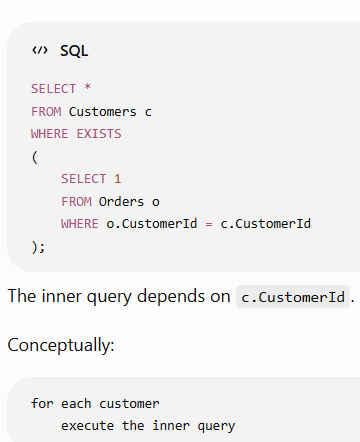 </> SQL
SELECT *
FROM Customers c
WHERE EXISTS
(
    SELECT 1
    FROM Orders o
    WHERE o.CustomerId = c.CustomerId
);
The inner query depends on c.CustomerId.
Conceptually:
for each customer
    execute the inner query